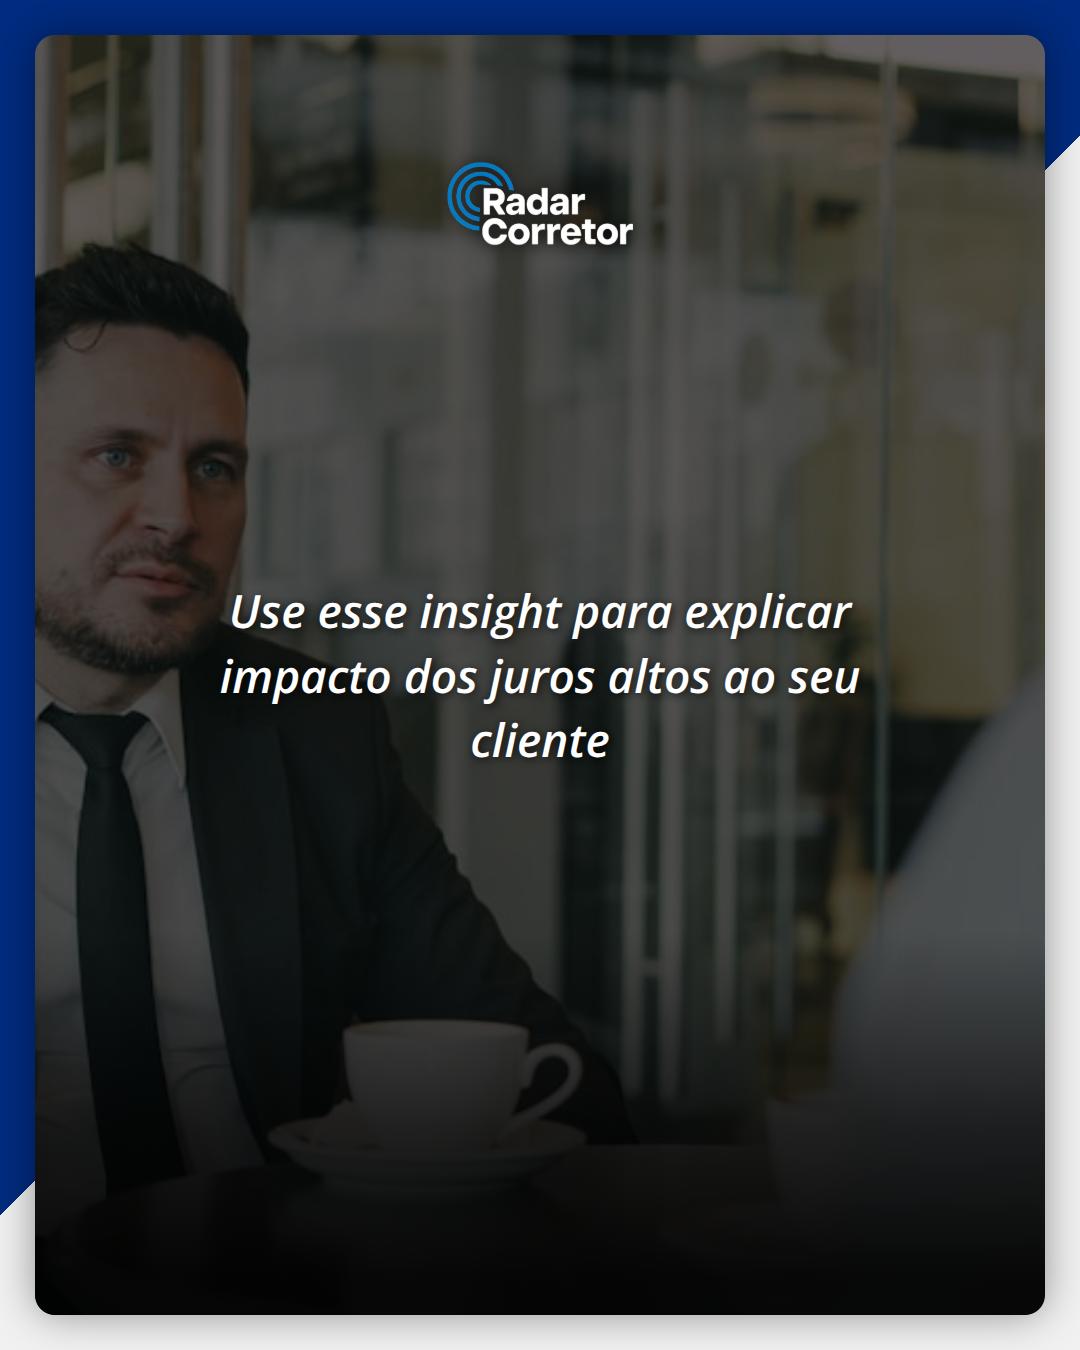 Radar
Corretor
Use esse insight para explicar
impacto dos juros altos ao seu
cliente